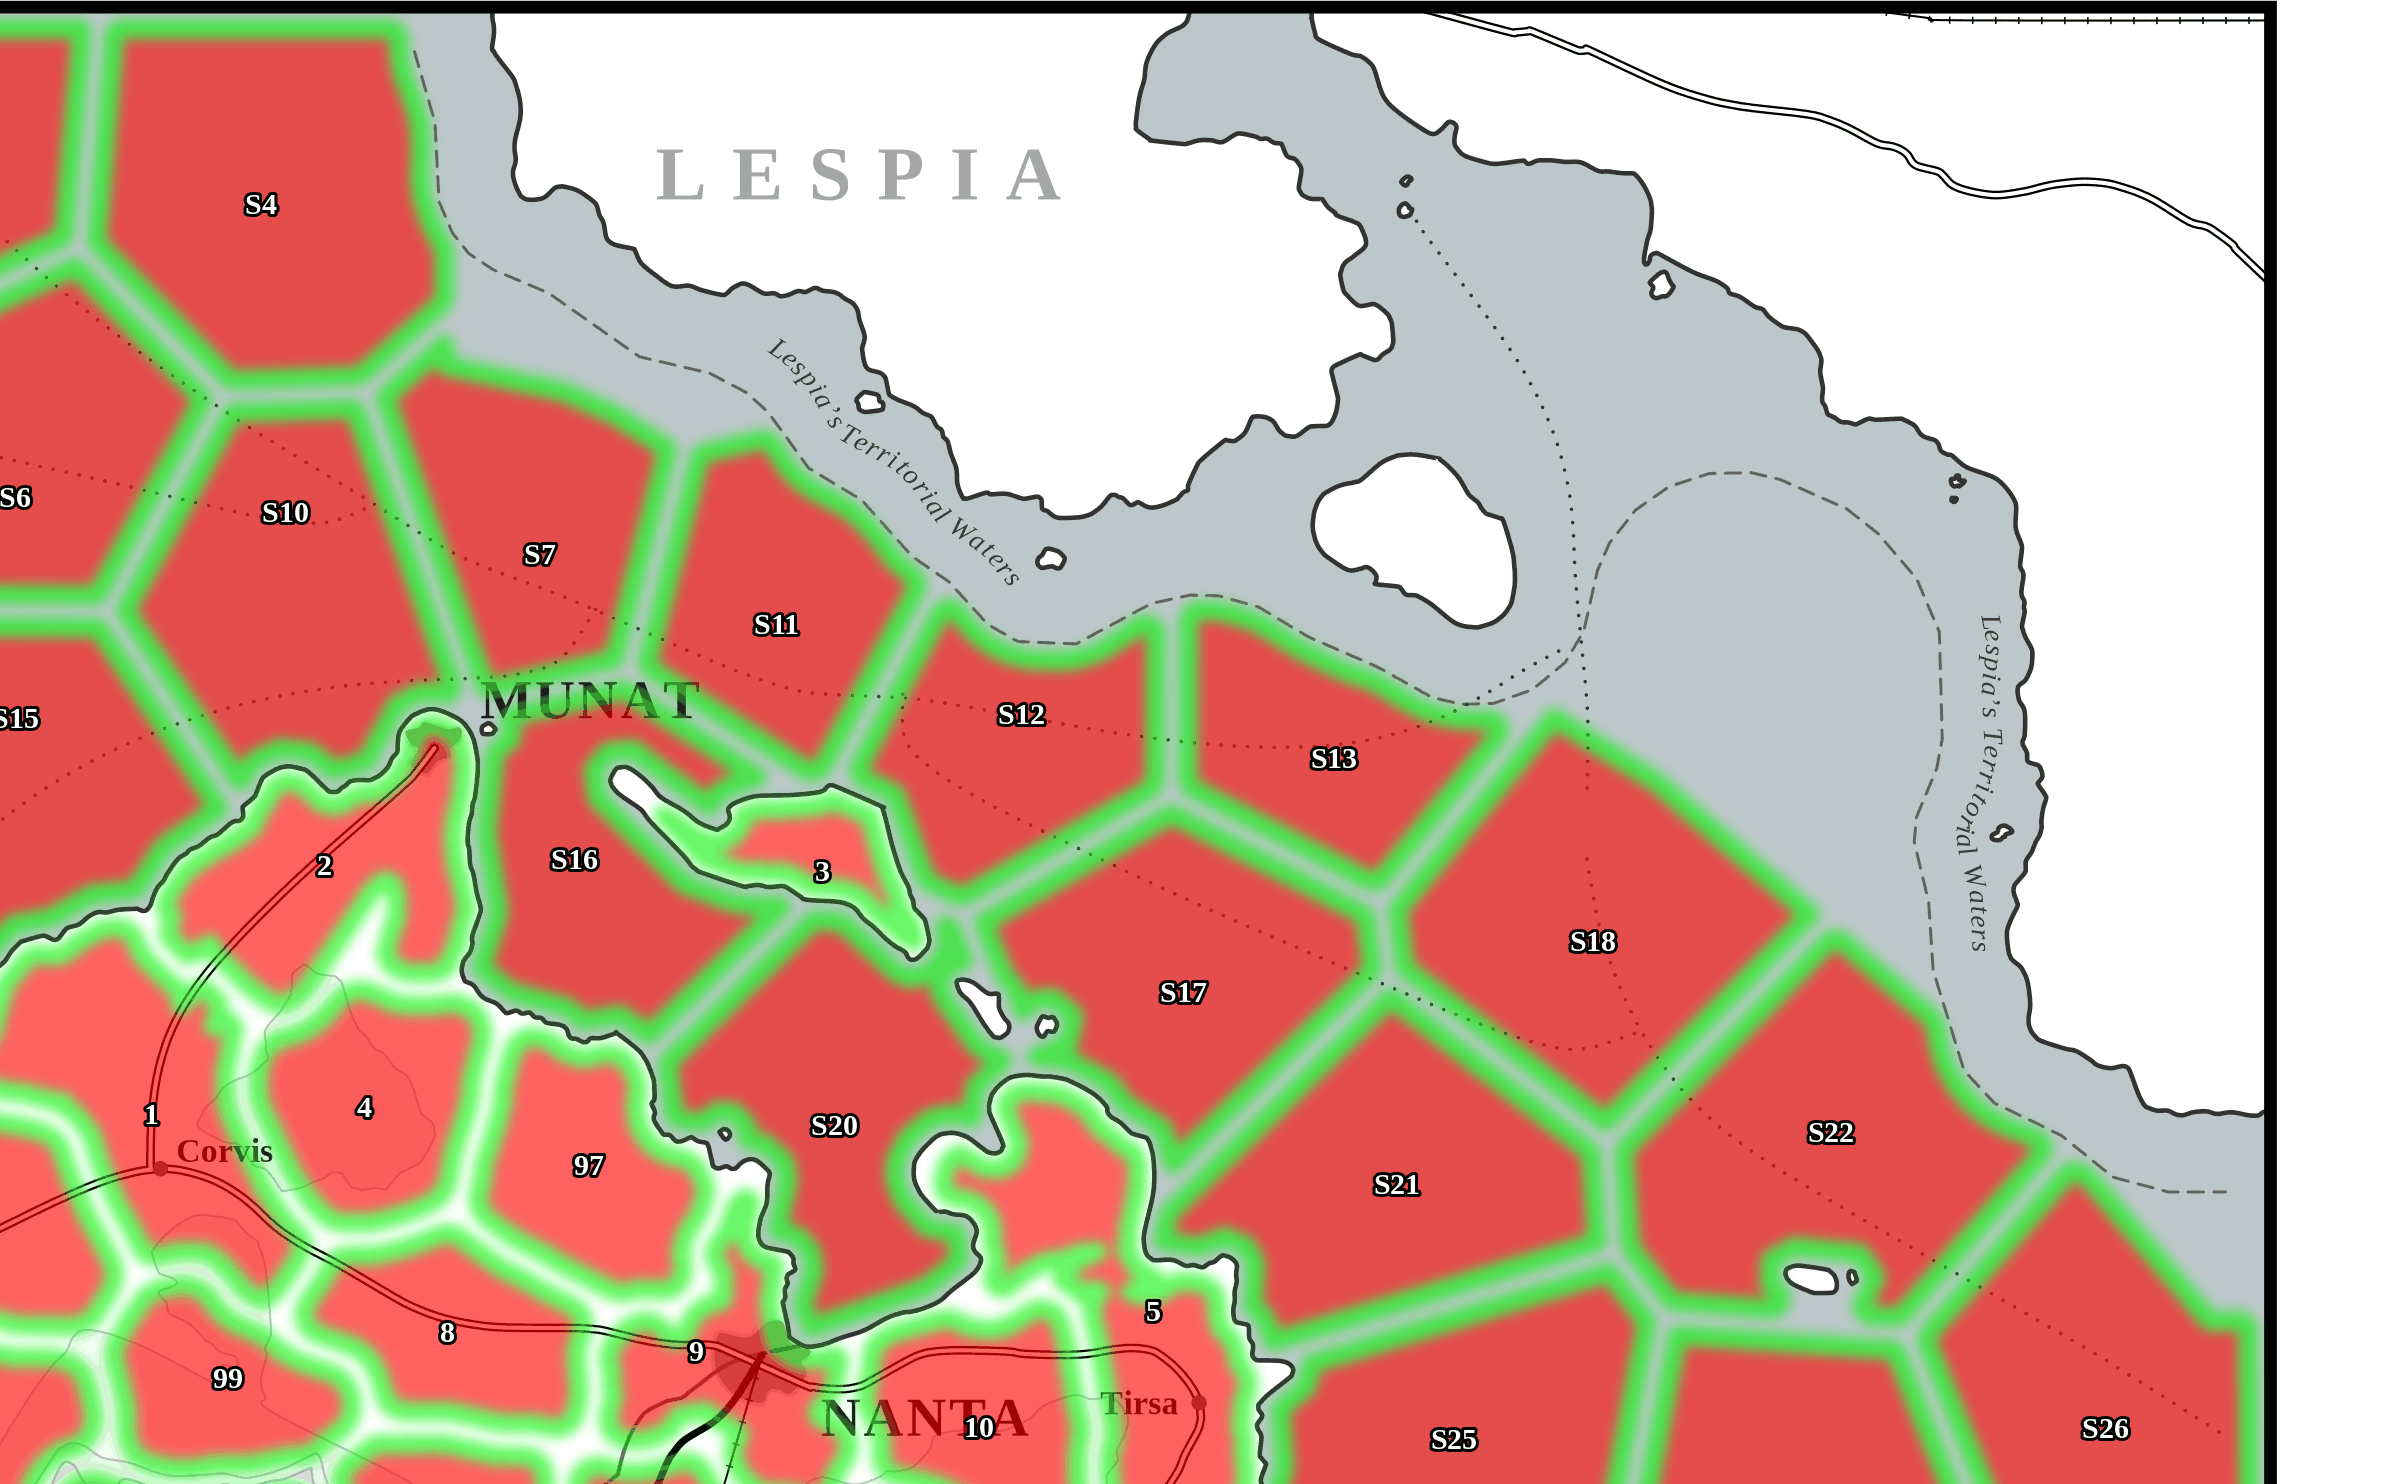 LESPIA
S4
Lespia's Territorial Waters
S6
S10
S7
S11
Lespia's Territorial Waters
MUNAT
S15
S12
S13
S16
2
3
S18
S17
4
1
Corvis
97
S20
S21
S22
5
8
9
99
Tirsa
NANTA
10
S25
S26